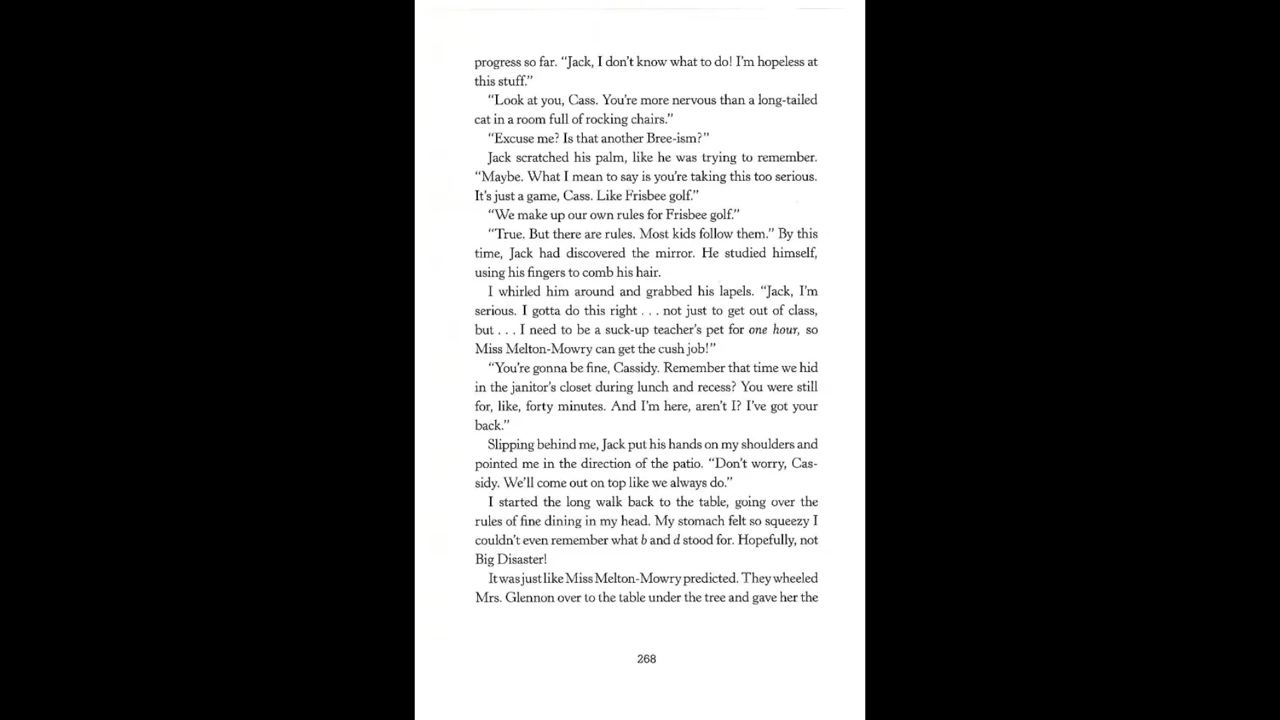 progress so far. “Jack, I don’t know what to do! I’m hopeless at
this stuff.”
“Look at you, Cass. You’re more nervous than a long-tailed
cat in a room full of rocking chairs.”
“Excuse me? Is that another Bree-ism?”
Jack scratched his palm, like he was trying to remember.
“Maybe. What I mean to say is you’re taking this too serious.
It’s just a game, Cass. Like Frisbee golf.”
“We make up our own rules for Frisbee golf.”
“True. But there are rules. Most kids follow them.” By this
time, Jack had discovered the mirror. He studied himself,
using his fingers to comb his hair.
I whirled him around and grabbed his lapels. “Jack, I’m
serious. I gotta do this right . . . not just to get out of class,
but . . . I need to be a suck-up teacher’s pet for one hour, so
Miss Melton-Mowry can get the cush job!”
“You’re gonna be fine, Cassidy. Remember that time we hid
in the janitor’s closet during lunch and recess? You were still
for, like, forty minutes. And I’m here, aren’t I? I’ve got your
back.”
Slipping behind me, Jack put his hands on my shoulders and
pointed me in the direction of the patio. “Don’t worry, Cas-
sidy. We’ll come out on top like we always do.”
I started the long walk back to the table, going over the
rules of fine dining in my head. My stomach felt so squeezy I
couldn’t even remember what b and d stood for. Hopefully, not
Big Disaster!
It was just like Miss Melton-Mowry predicted. They wheeled
Mrs. Glennon over to the table under the tree and gave her the
268